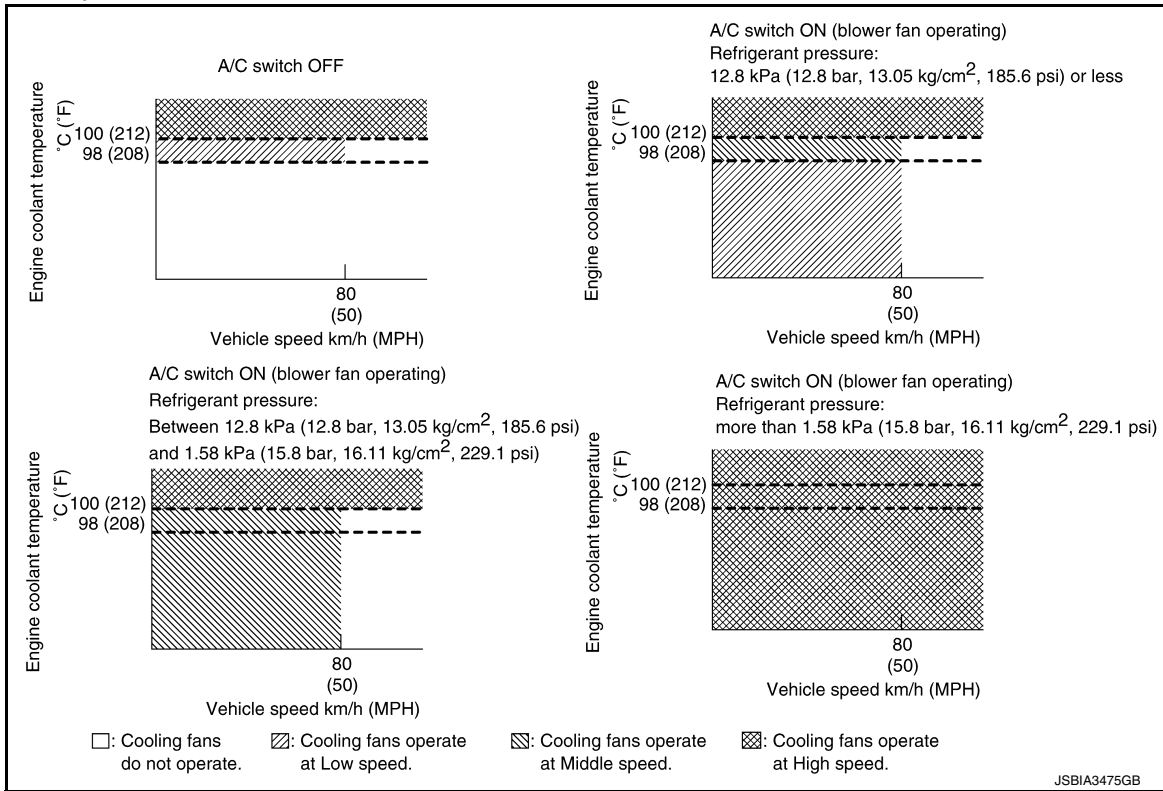 A/C switch OFF
Engine coolant temperature
°C (°F)
100 (212)
98 (208)
80
(50)
Vehicle speed km/h (MPH)
A/C switch ON (blower fan operating)
Refrigerant pressure:
12.8 kPa (12.8 bar, 13.05 kg/cm², 185.6 psi) or less
Engine coolant temperature
°C (°F)
100 (212)
98 (208)
80
(50)
Vehicle speed km/h (MPH)
A/C switch ON (blower fan operating)
Refrigerant pressure:
Between 12.8 kPa (12.8 bar, 13.05 kg/cm², 185.6 psi)
and 1.58 kPa (15.8 bar, 16.11 kg/cm², 229.1 psi)
Engine coolant temperature
°C (°F)
100 (212)
98 (208)
80
(50)
Vehicle speed km/h (MPH)
A/C switch ON (blower fan operating)
Refrigerant pressure:
more than 1.58 kPa (15.8 bar, 16.11 kg/cm², 229.1 psi)
Engine coolant temperature
°C (°F)
100 (212)
98 (208)
80
(50)
Vehicle speed km/h (MPH)
: Cooling fans
do not operate.
: Cooling fans operate
at Low speed.
: Cooling fans operate
at Middle speed.
: Cooling fans operate
at High speed.
JSBIA3475GB